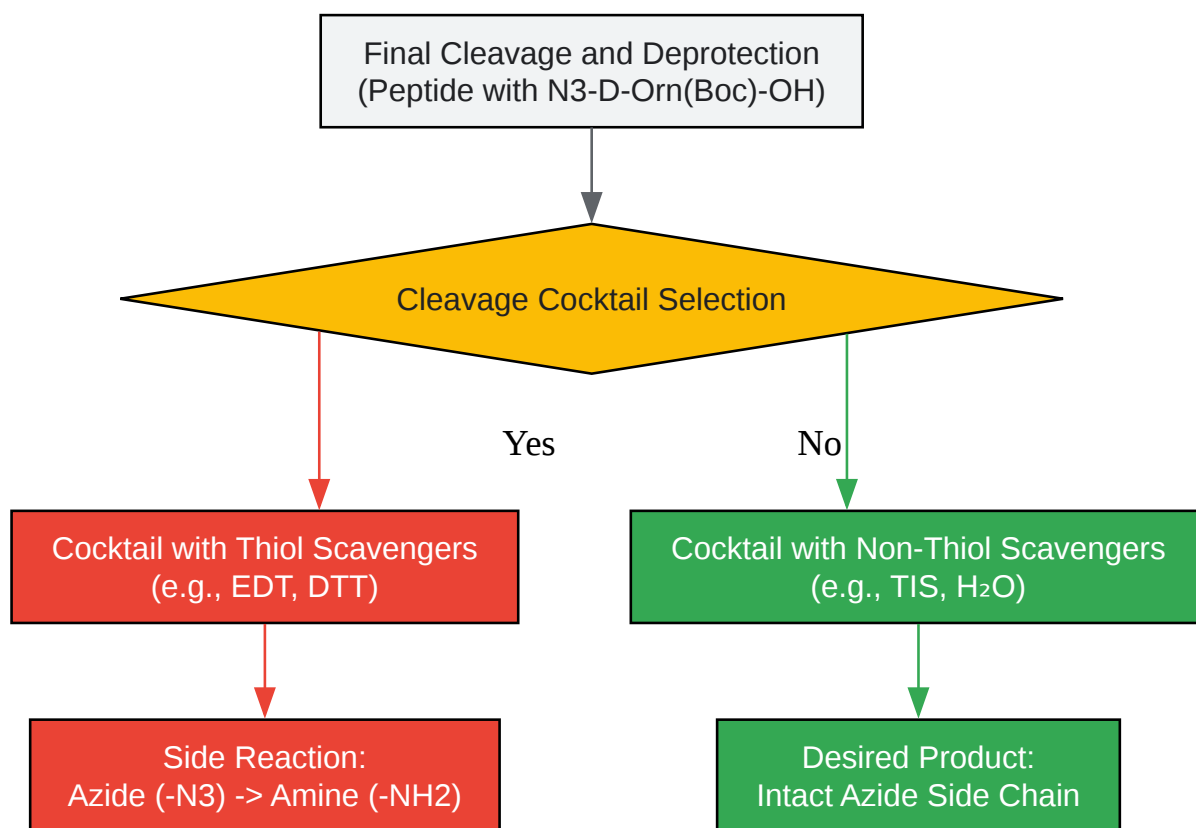 Final Cleavage and Deprotection
(Peptide with N3-D-Orn(Boc)-OH)
Cleavage Cocktail Selection
Yes
No
Cocktail with Thiol Scavengers
(e.g., EDT, DTT)
Cocktail with Non-Thiol Scavengers
(e.g., TIS, H₂O)
Side Reaction:
Azide (-N3) -> Amine (-NH2)
Desired Product:
Intact Azide Side Chain